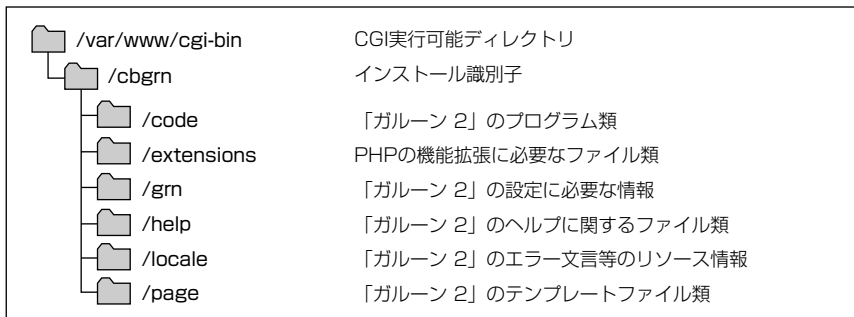 /var/www/cgi-bin CGI実行可能ディレクトリ
/cbgrn インストール識別子
/code 「ガルーン 2」のプログラム類
/extensions PHPの機能拡張に必要なファイル類
/grn 「ガルーン 2」の設定に必要な情報
/help 「ガルーン 2」のヘルプに関するファイル類
/locale 「ガルーン 2」のエラー文言等のリソース情報
/page 「ガルーン 2」のテンプレートファイル類